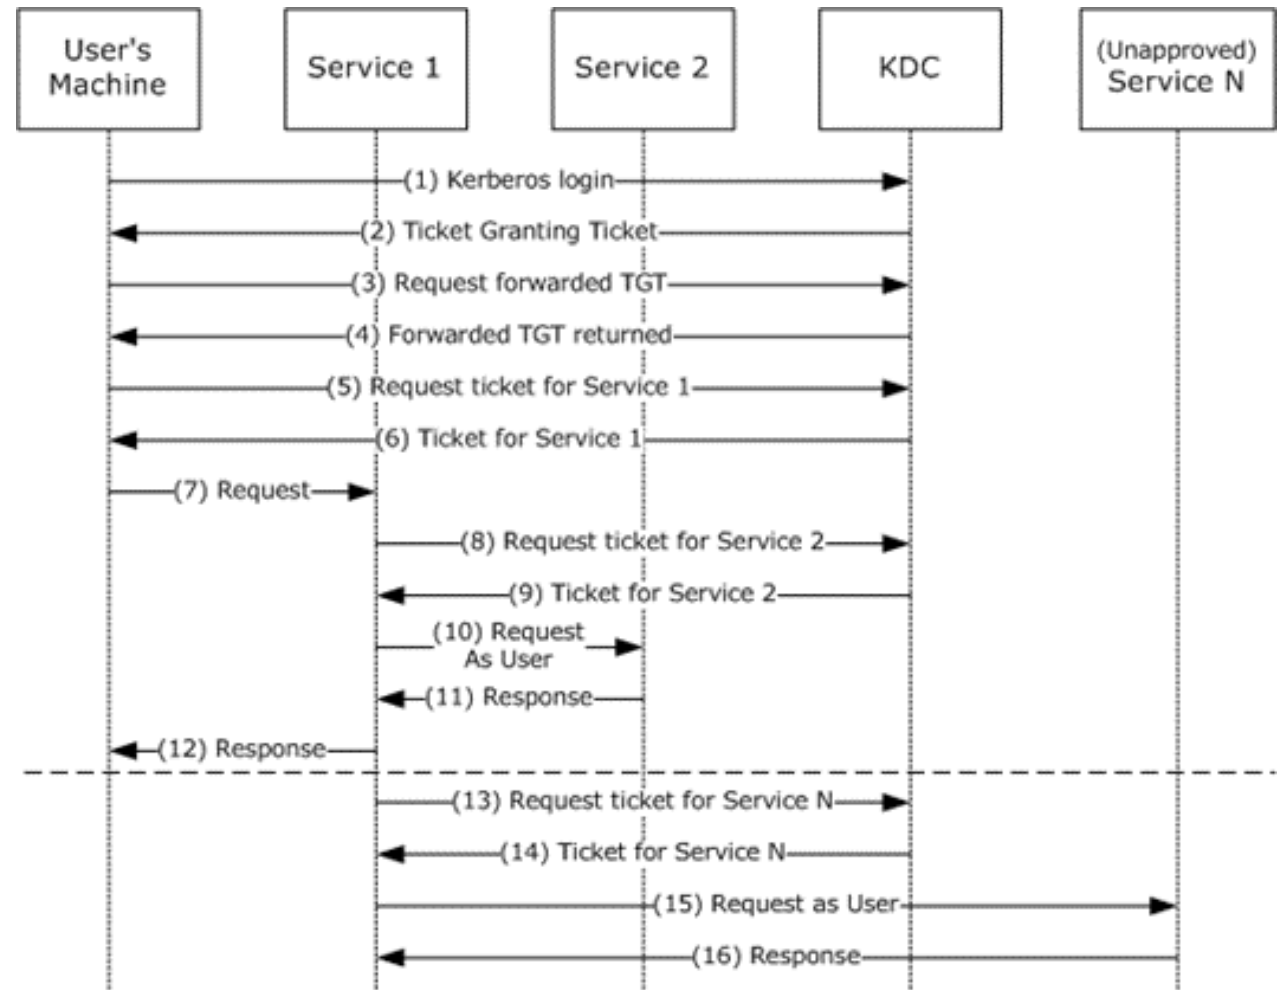 User's
Machine
Service 1
Service 2
KDC
(Unapproved)
Service N
(1) Kerberos login
(2) Ticket Granting Ticket
(3) Request forwarded TGT
(4) Forwarded TGT returned
(5) Request ticket for Service 1
(6) Ticket for Service 1
(7) Request
(8) Request ticket for Service 2
(9) Ticket for Service 2
(10) Request
As User
(11) Response
(12) Response
(13) Request ticket for Service N
(14) Ticket for Service N
(15) Request as User
(16) Response